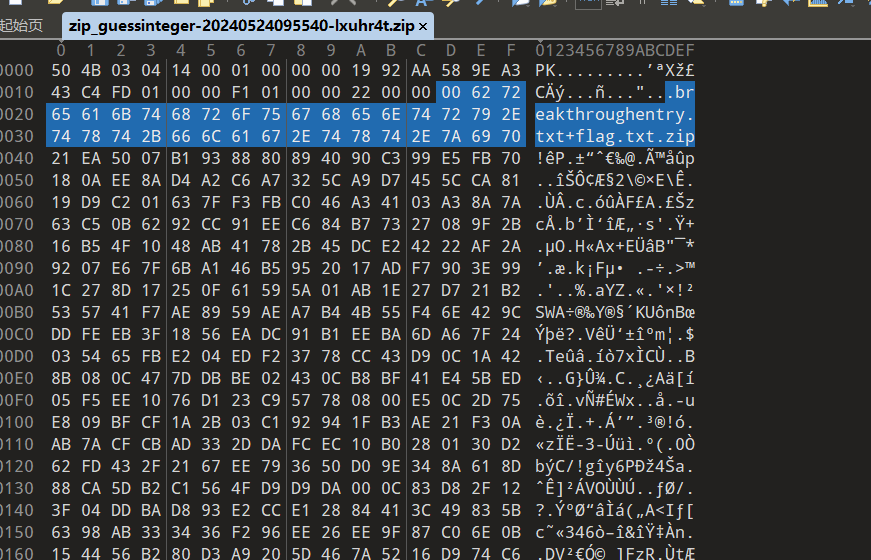 起始页 zip_guessinteger-20240524095540-lxuhr4t.zip ×
0 1 2 3 4 5 6 7 8 9 A B C D E F 0123456789ABCDEF
0000 50 4B 03 04 14 00 01 00 00 00 19 92 AA 58 9E A3 PK.........’ªXž£
0010 43 C4 FD 01 00 00 F1 01 00 00 22 00 00 00 62 72 CÄý...ñ..."...br
0020 65 61 6B 74 68 72 6F 75 67 68 65 6E 74 72 79 2E eakthroughentry.
0030 74 78 74 2B 66 6C 61 67 2E 74 78 74 2E 7A 69 70 txt+flag.txt.zip
0040 21 EA 50 07 B1 93 88 80 89 40 90 C3 99 E5 FB 70 !êP.±“ˆ€‰@.Ã™åûp
0050 18 0A EE 8A D4 A2 C6 A7 32 5C A9 D7 45 5C CA 81 ..îŠÔ¢Æ§2\©×E\Ê.
0060 19 D9 C2 01 63 7F F3 FB C0 46 A3 41 03 A3 8A 7A .ÙÂ.c.óûÀF£A.£Šz
0070 63 C5 0B 62 92 CC 91 EE C6 84 B7 73 27 08 9F 2B cÅ.b’Ì‘îÆ„·s'.Ÿ+
0080 16 B5 4F 10 48 AB 41 78 2B 45 DC E2 42 22 AF 2A .µO.H«Ax+EÜâB"¯*
0090 92 07 E6 7F 6B A1 46 B5 95 20 17 AD F7 90 3E 99 ’.æ.k¡Fµ• .-÷.>™
00A0 1C 27 8D 17 25 0F 61 59 5A 01 AB 1E 27 D7 21 B2 .'..%.aYZ.«.'×!²
00B0 53 57 41 F7 AE 89 59 AE A7 B4 4B 55 F4 6E 42 9C SWA÷®‰Y®§´KUônBœ
00C0 DD FE EB 3F 18 56 EA DC 91 B1 EE BA 6D A6 7F 24 Ýþë?.VêÜ‘±îºm¦.$
00D0 03 54 65 FB E2 04 ED F2 37 78 CC 43 D9 0C 1A 42 .Teûâ.íò7xÌCÙ..B
00E0 8B 08 0C 47 7D DB BE 02 43 0C B8 BF 41 E4 5B ED ‹..G}Û¾.C.¸¿Aä[í
00F0 05 F5 EE 10 76 D1 23 C9 57 78 08 00 E5 0C 2D 75 .õî.vÑ#ÉWx..å.-u
0100 E8 09 BF CF 1A 2B 03 C1 92 94 1F B3 AE 21 F3 0A è.¿Ï.+.Á’”.³®!ó.
0110 AB 7A CF CB AD 33 2D DA FC EC 10 B0 28 01 30 D2 «zÏË-3-Úüì.°(.0Ò
0120 62 FD 43 2F 21 67 EE 79 36 50 D0 9E 34 8A 61 8D býC/!gîy6PÐž4Ša.
0130 88 CA 5D B2 C1 56 4F D9 D9 DA 00 0C 83 D8 2F 12 ˆÊ]²ÁVOÙÙÚ..ƒØ/.
0140 3F 04 DD BA D8 93 E2 CC E1 28 84 41 3C 49 83 5B ?.ÝºØ“âÌá(„A<Iƒ[
0150 63 98 AB 33 34 36 F2 96 EE 26 EE 9F 87 C0 6E 0B c˜«346ò–î&îŸ‡Àn.
0160 15 44 56 B2 80 D3 A9 20 5D 46 7A 52 16 D9 74 C6 .DV²€Ó© ]FzR.ÙtÆ